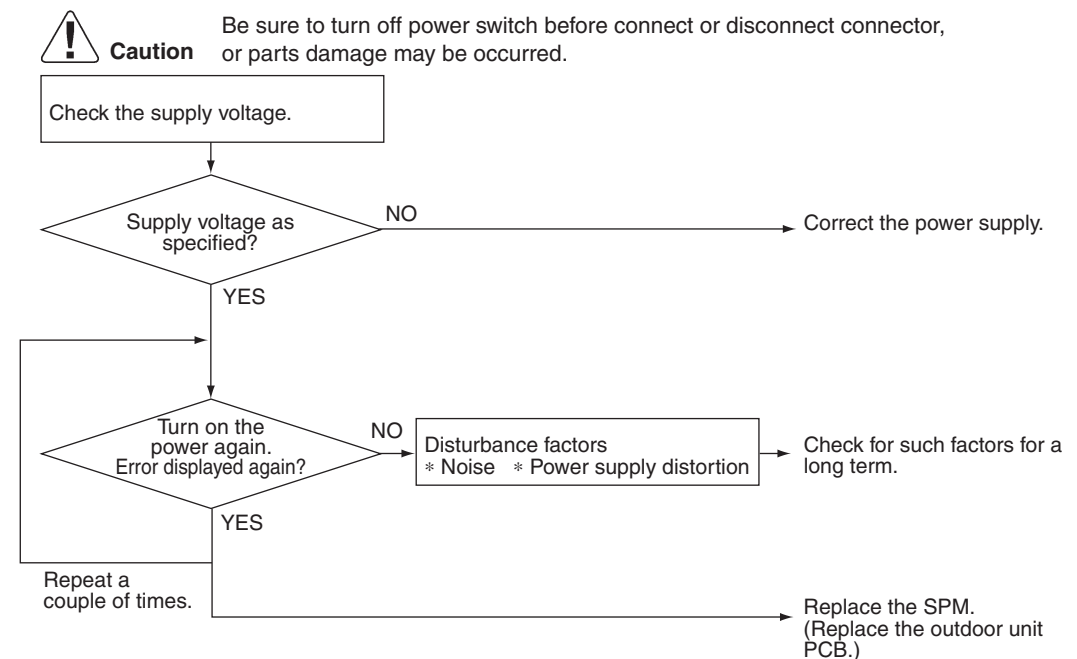 Be sure to turn off power switch before connect or disconnect connector,
Caution or parts damage may be occurred.
Check the supply voltage.
Supply voltage as
specified?
NO
Correct the power supply.
YES
Turn on the
power again.
Error displayed again?
NO
Disturbance factors
* Noise * Power supply distortion
Check for such factors for a
long term.
YES
Repeat a
couple of times.
Replace the SPM.
(Replace the outdoor unit
PCB.)